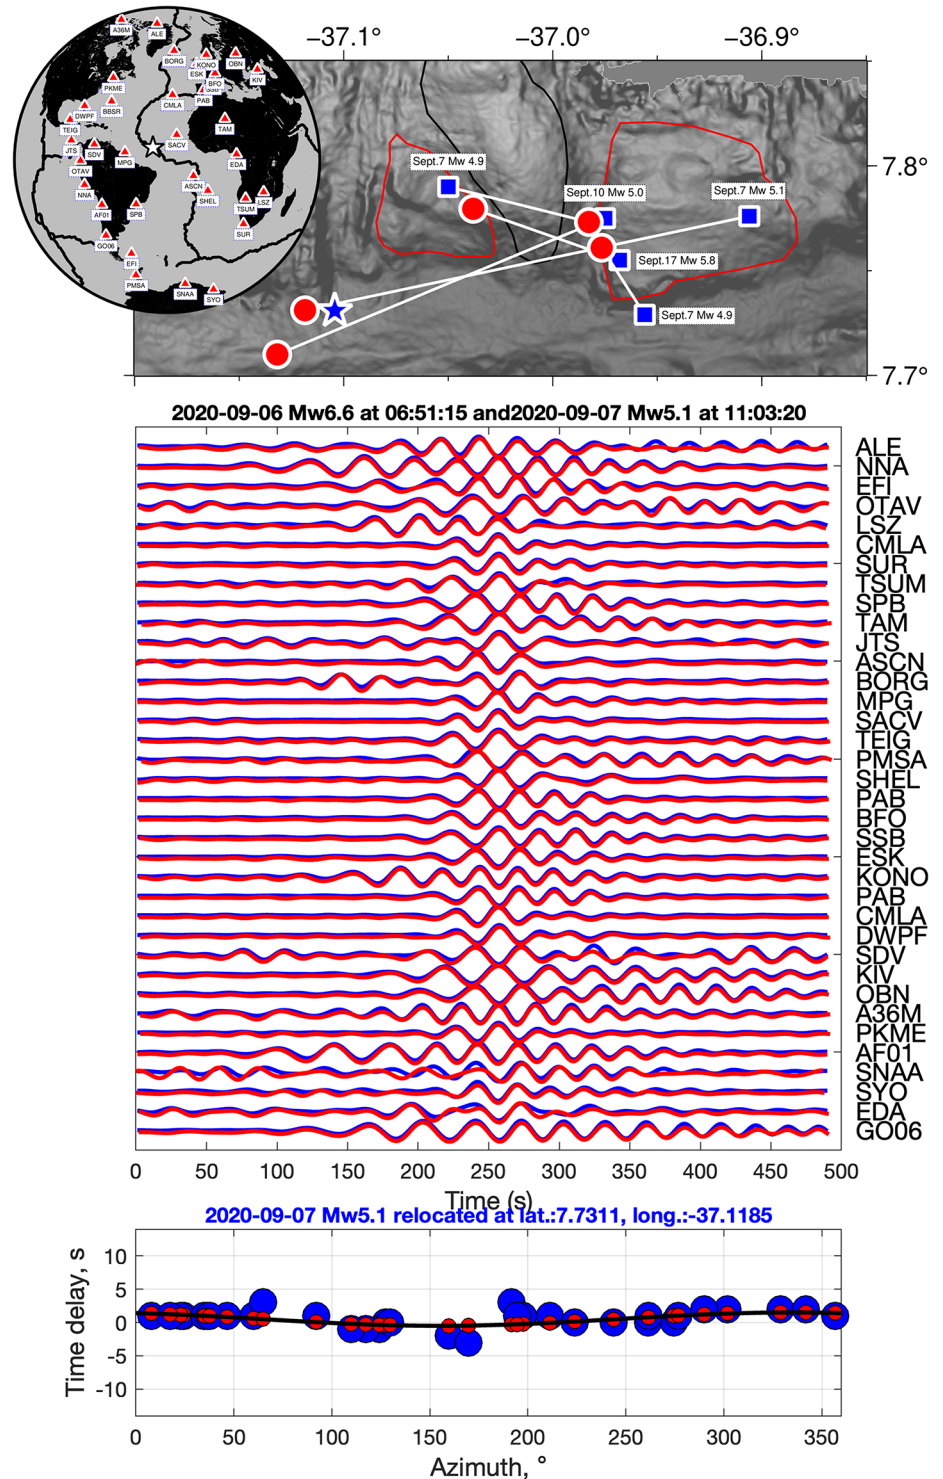 −37.1° −37.0° −36.9°
A36M
ALE
BORG
KONO
OBN
ESK
BFO
KIV
PKME
PAB
CMLA
BBSR
DWPF
TEIG
TAM
JTS
SDV
SACV
MPG
EDA
OTAV
ASCN
NNA
SHEL
TSUM
LSZ
AF01
SPB
SUR
GO06
EFI
PMSA
SNAA
SYO
7.8°
7.7°
Sept.7 Mw 4.9
Sept.10 Mw 5.0
Sept.7 Mw 5.1
Sept.17 Mw 5.8
Sept.7 Mw 4.9
2020-09-06 Mw6.6 at 06:51:15 and2020-09-07 Mw5.1 at 11:03:20
ALE
NNA
EFI
OTAV
LSZ
CMLA
SUR
TSUM
SPB
TAM
JTS
ASCN
BORG
MPG
SACV
TEIG
PMSA
SHEL
PAB
BFO
SSB
ESK
KONO
PAB
CMLA
DWPF
SDV
KIV
OBN
A36M
PKME
AF01
SNAA
SYO
EDA
GO06
0 50 100 150 200 250 300 350 400 450 500
Time (s)
2020-09-07 Mw5.1 relocated at lat.:7.7311, long.:-37.1185
10
5
0
-5
-10
Time delay, s
0 50 100 150 200 250 300 350
Azimuth, °